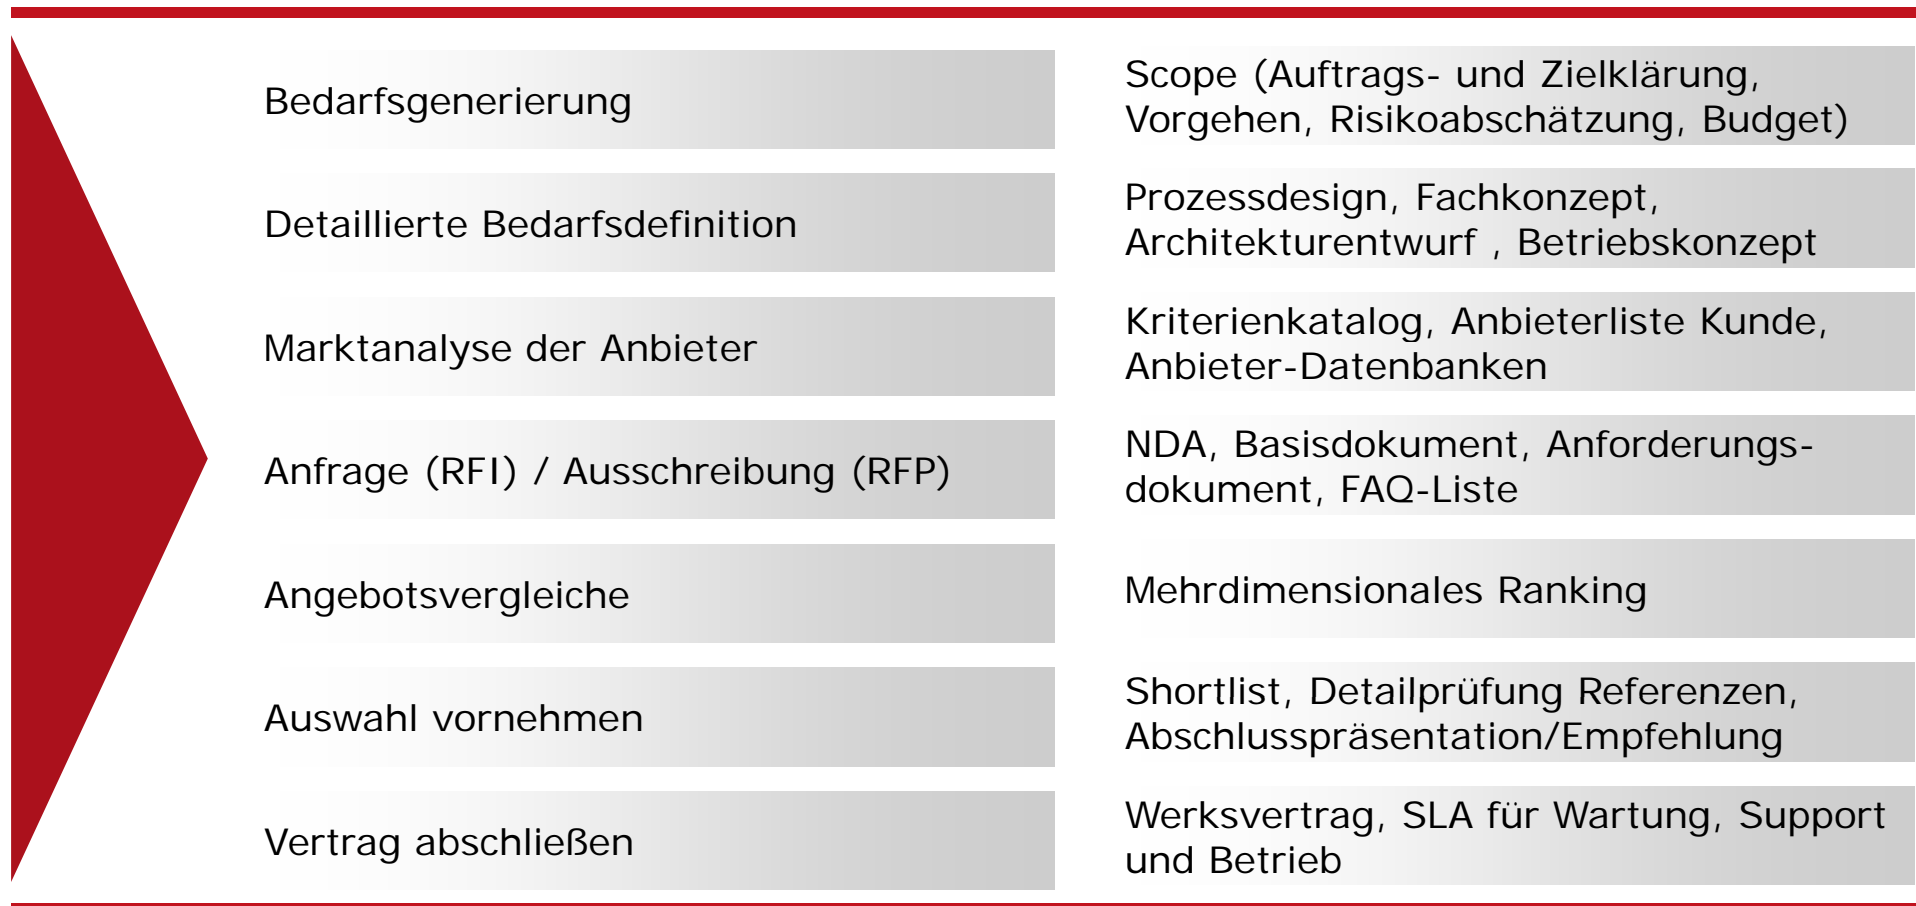 Bedarfsgenerierung
Scope (Auftrags- und Zielklärung,
Vorgehen, Risikoabschätzung, Budget)
Detaillierte Bedarfsdefinition
Prozessdesign, Fachkonzept,
Architekturentwurf , Betriebskonzept
Marktanalyse der Anbieter
Kriterienkatalog, Anbieterliste Kunde,
Anbieter-Datenbanken
Anfrage (RFI) / Ausschreibung (RFP)
NDA, Basisdokument, Anforderungs-
dokument, FAQ-Liste
Angebotsvergleiche
Mehrdimensionales Ranking
Auswahl vornehmen
Shortlist, Detailprüfung Referenzen,
Abschlusspräsentation/Empfehlung
Vertrag abschließen
Werksvertrag, SLA für Wartung, Support
und Betrieb